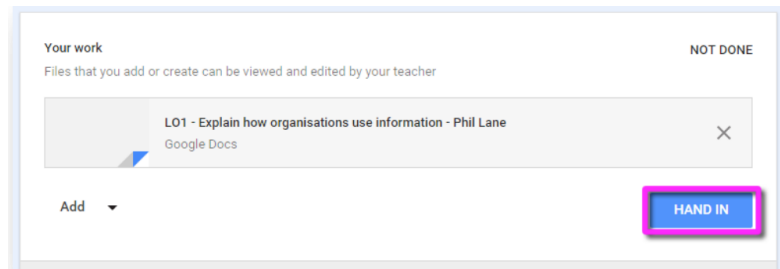 Your work
NOT DONE
Files that you add or create can be viewed and edited by your teacher
LO1 - Explain how organisations use information - Phil Lane
Google Docs
Add
HAND IN